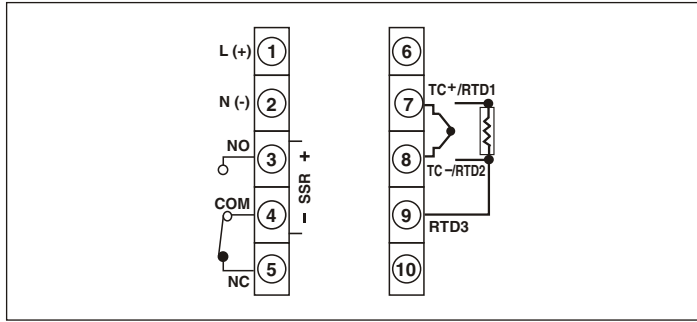 L (+)
1
N (-)
2
NO
3
+
SSR
COM
4
-
5
NC
6
TC+/RTD1
7
8
TC-/RTD2
9
RTD3
10